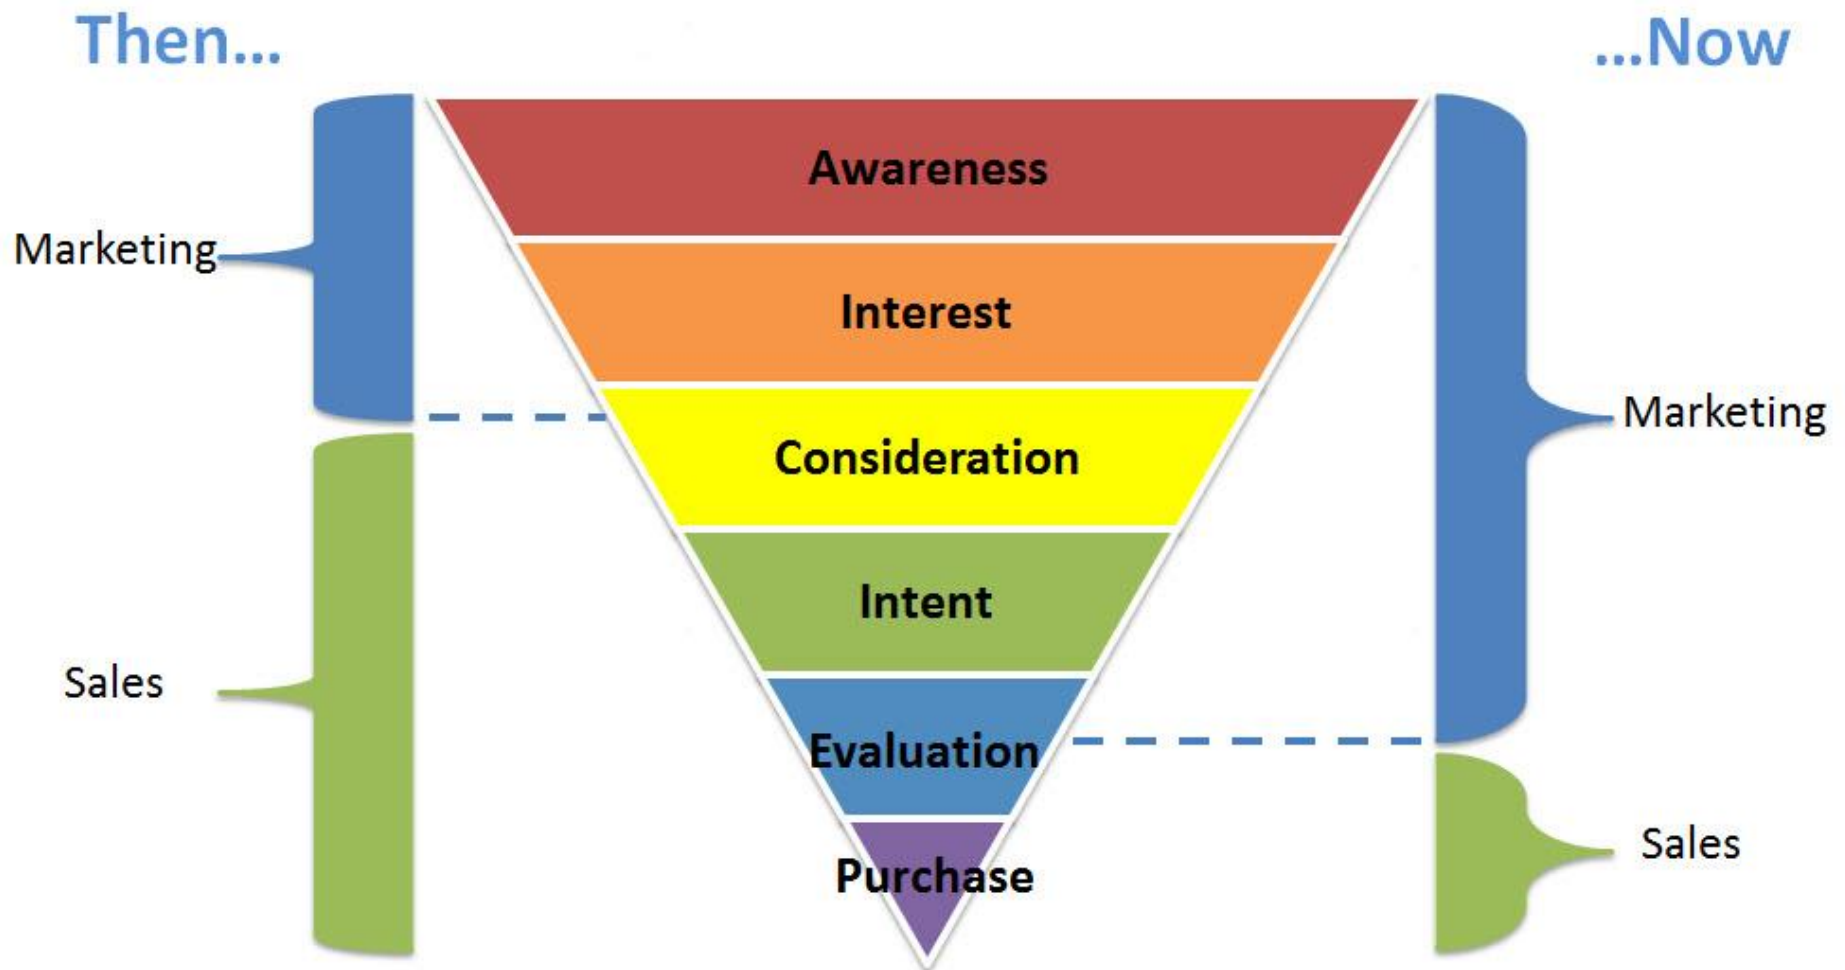 Then...
...Now
Awareness
Marketing
Interest
Marketing
Consideration
Intent
Sales
Evaluation
Sales
Purchase